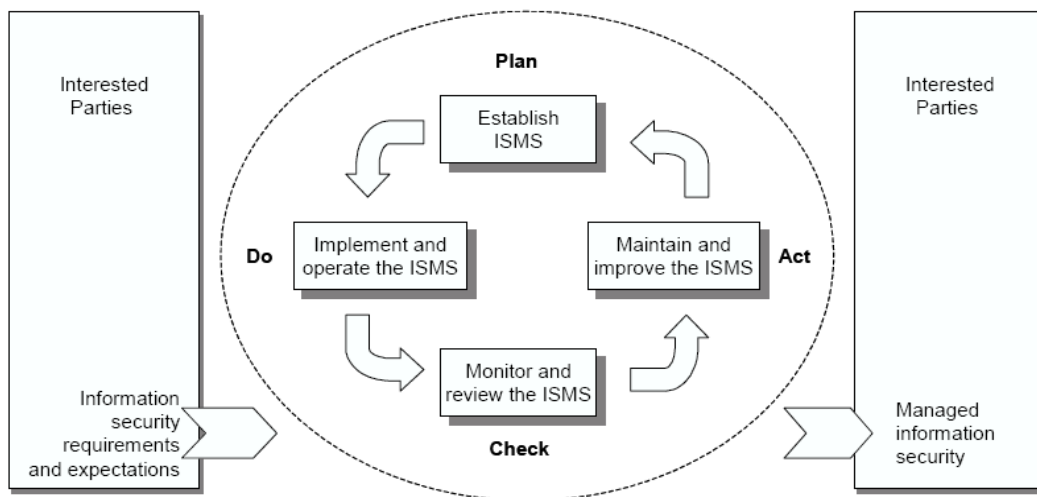 Interested
Parties
Information
security
requirements
and expectations
Plan
Establish
ISMS
Do
Implement and
operate the ISMS
Maintain and
improve the ISMS
Act
Monitor and
review the ISMS
Check
Interested
Parties
Managed
information
security